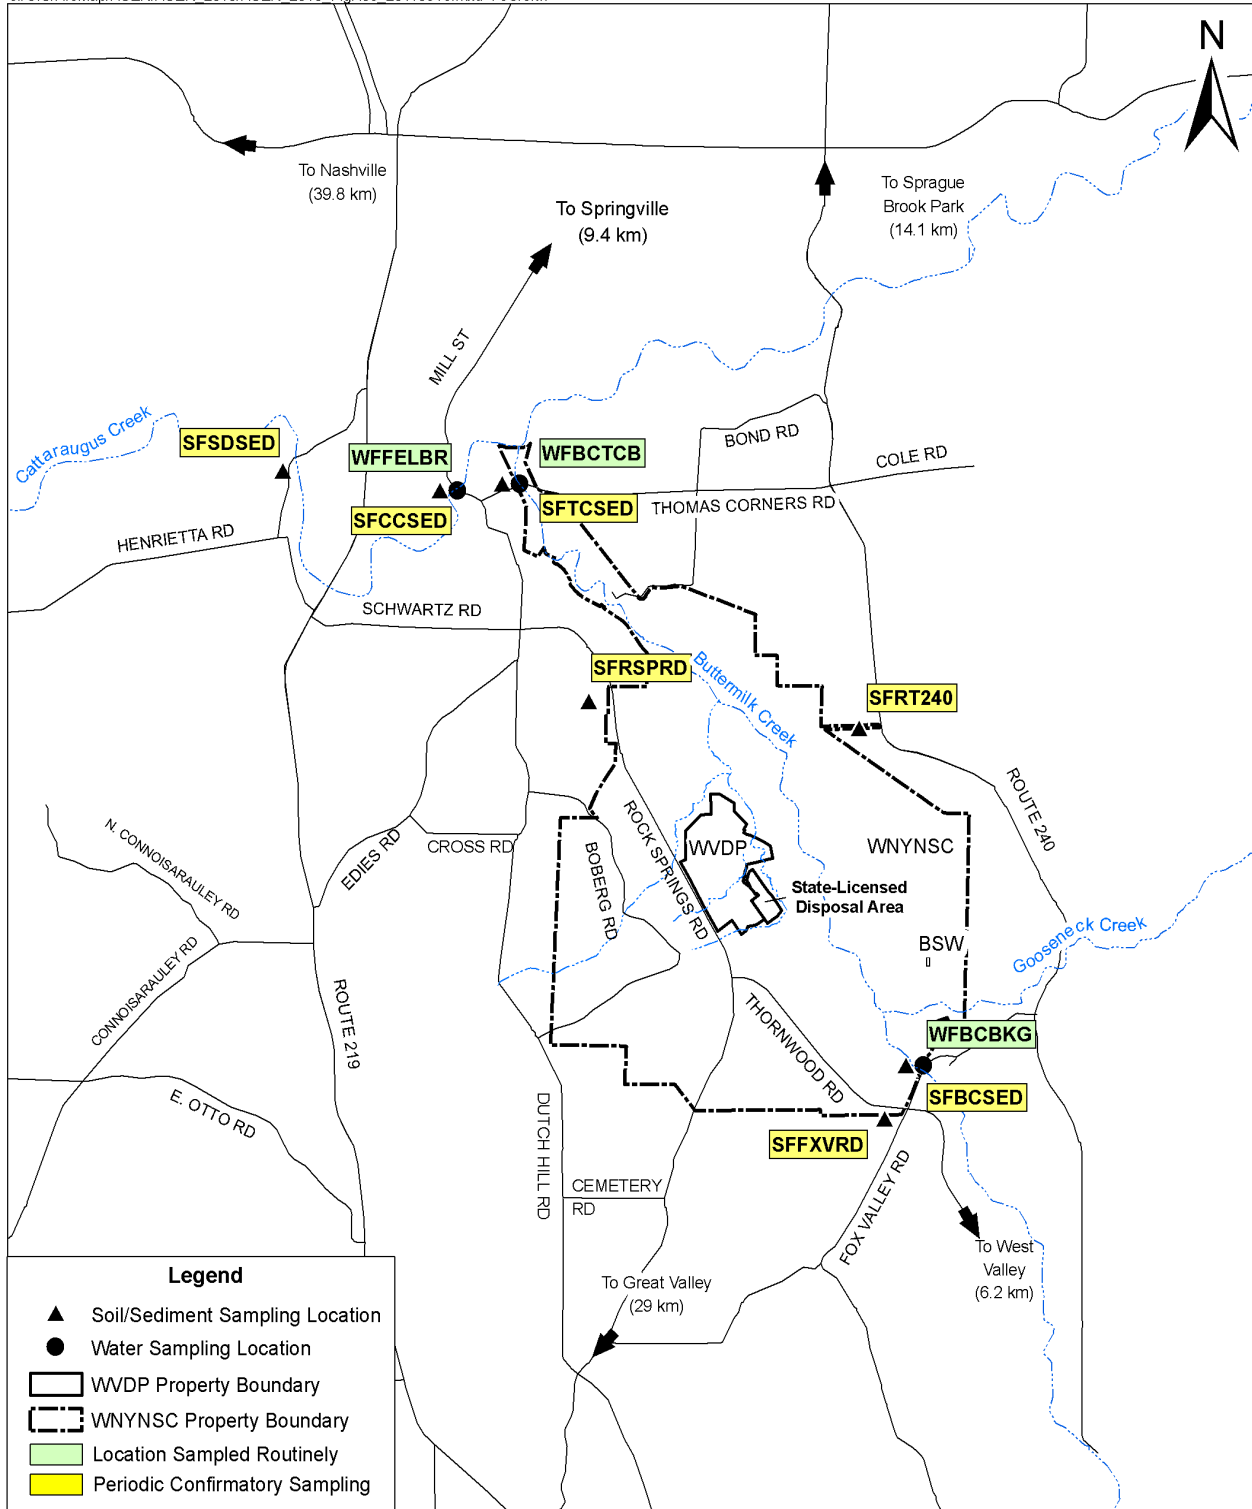 N
To Nashville
(39.8 km)
To Springville
(9.4 km)
To Sprague
Brook Park
(14.1 km)
MILL ST
Cattaraugus Creek
SFSDSED
WFFELBR
WFBCTCB
BOND RD
COLE RD
SFCCSED
SFTCSED
THOMAS CORNERS RD
HENRIETTA RD
SCHWARTZ RD
SFRSPRD
Buttermilk Creek
SFRT240
ROUTE 240
N. CONNOISARAULEY RD
EDIES RD
CROSS RD
BOBERG RD
ROCK SPRINGS RD
WVDP
WNYNSC
State-Licensed
Disposal Area
CONNOISARAULEY RD
BSW
Gooseneck Creek
ROUTE 219
THORNWOOD RD
WFBCBKG
SFBCSED
E. OTTO RD
DUTCH HILL RD
SFFXVRD
CEMETERY
RD
FOX VALLEY RD
To West
Valley
(6.2 km)
To Great Valley
(29 km)
Legend
Soil/Sediment Sampling Location
Water Sampling Location
WVDP Property Boundary
WNYNSC Property Boundary
Location Sampled Routinely
Periodic Confirmatory Sampling